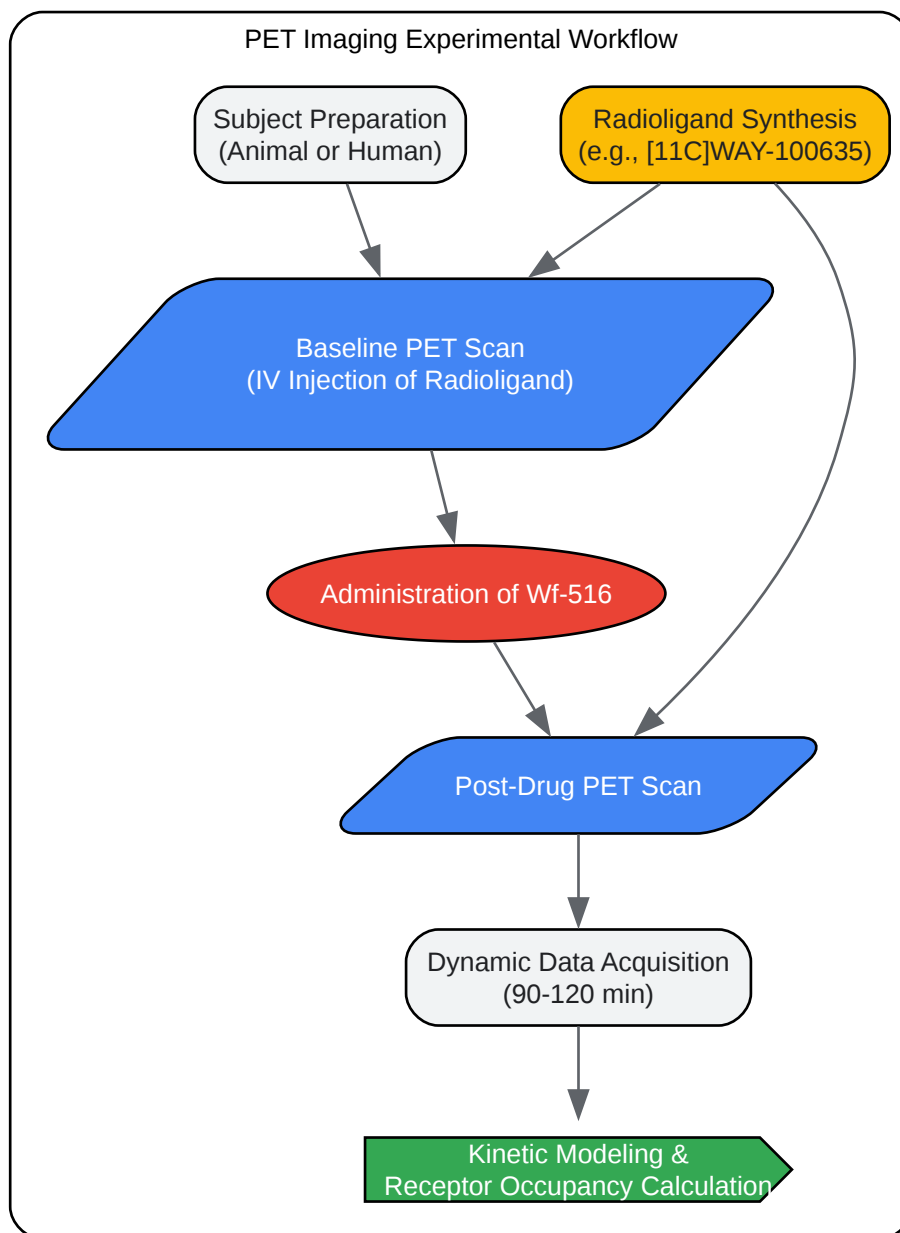 PET Imaging Experimental Workflow
Subject Preparation
(Animal or Human)
Radioligand Synthesis
(e.g., [11C]WAY-100635)
Baseline PET Scan
(IV Injection of Radioligand)
Administration of Wf-516
Post-Drug PET Scan
Dynamic Data Acquisition
(90-120 min)
Kinetic Modeling &
Receptor Occupancy Calculation